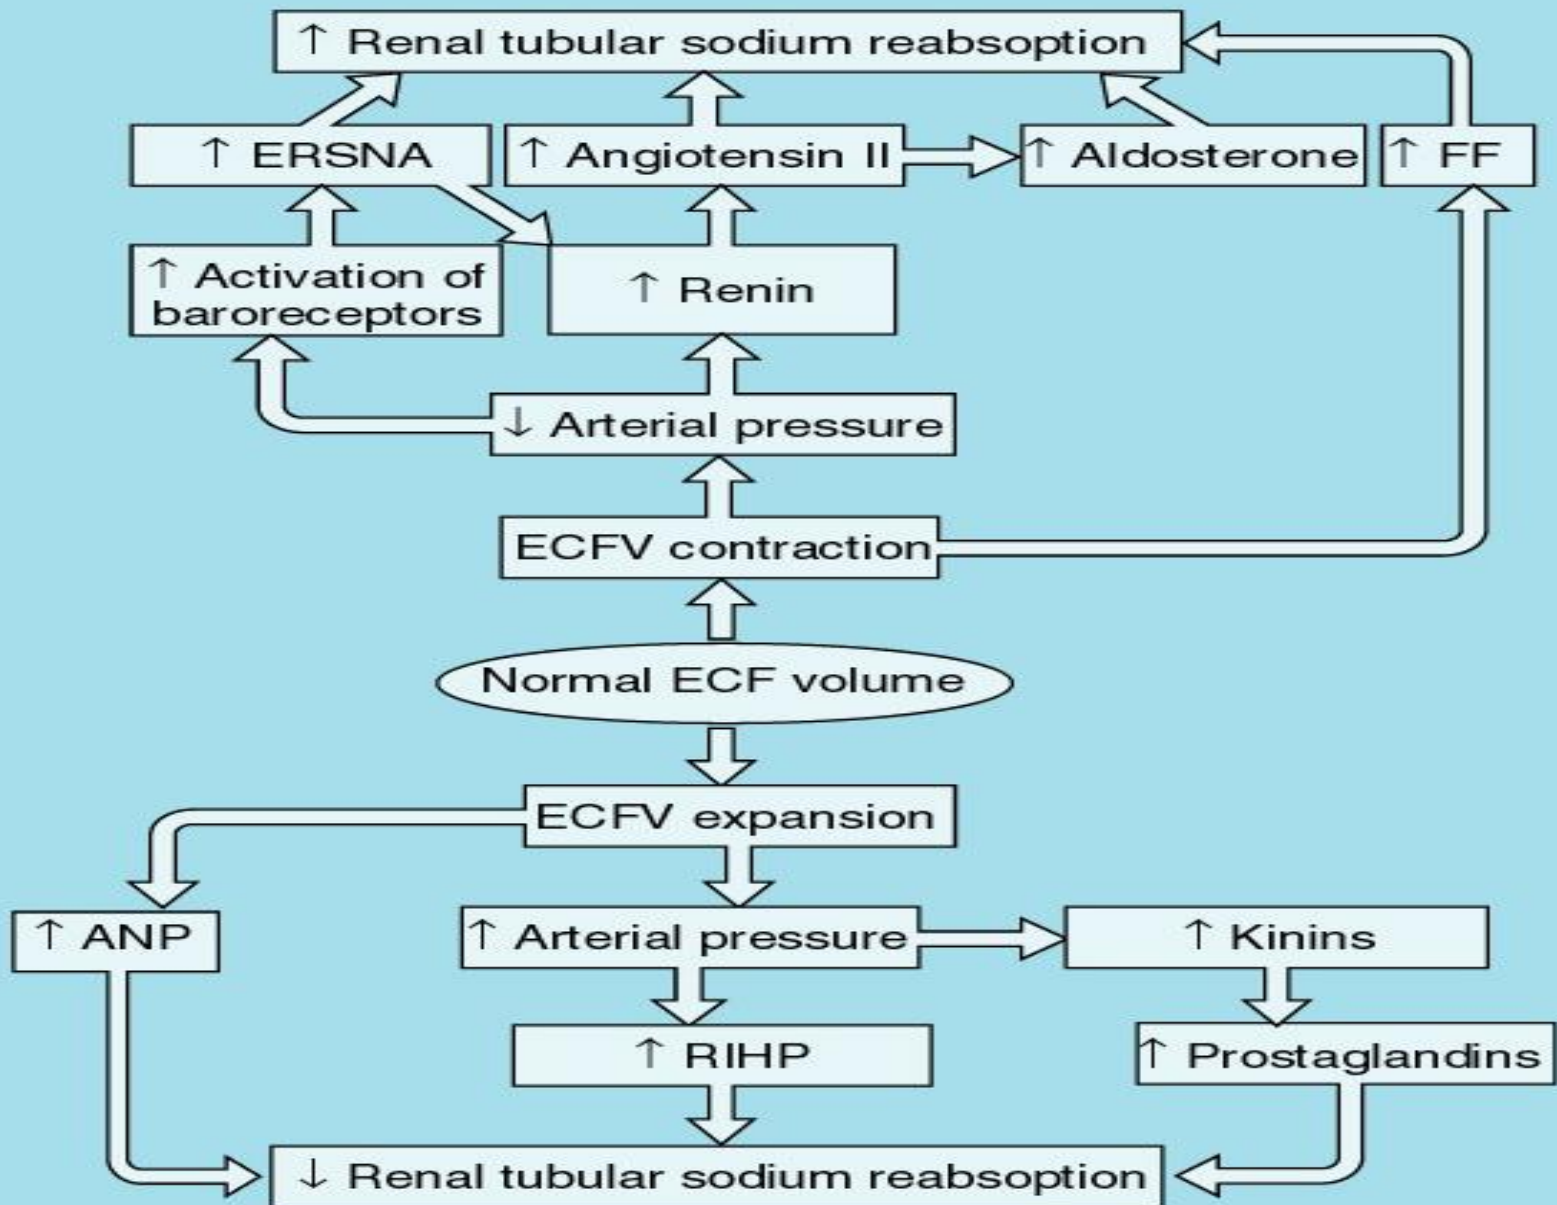 ↑ Renal tubular sodium reabsoption
↑ ERSNA
↑ Angiotensin II
↑ Aldosterone
↑ FF
↑ Activation of
baroreceptors
↑ Renin
↓ Arterial pressure
ECFV contraction
Normal ECF volume
ECFV expansion
↑ ANP
↑ Arterial pressure
↑ Kinins
↑ RIHP
↑ Prostaglandins
↓ Renal tubular sodium reabsoption